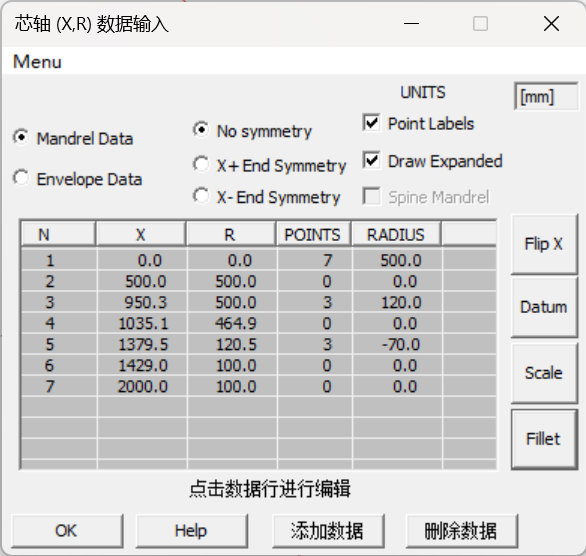 芯轴 (X,R) 数据输入
Menu
UNITS [mm]
Mandrel Data
Envelope Data
No symmetry
X+ End Symmetry
X- End Symmetry
Point Labels
Draw Expanded
Spine Mandrel
N X R POINTS RADIUS
1 0.0 0.0 7 500.0
2 500.0 500.0 0 0.0
3 950.3 500.0 3 120.0
4 1035.1 464.9 0 0.0
5 1379.5 120.5 3 -70.0
6 1429.0 100.0 0 0.0
7 2000.0 100.0 0 0.0
Flip X
Datum
Scale
Fillet
点击数据行进行编辑
OK Help 添加数据 删除数据